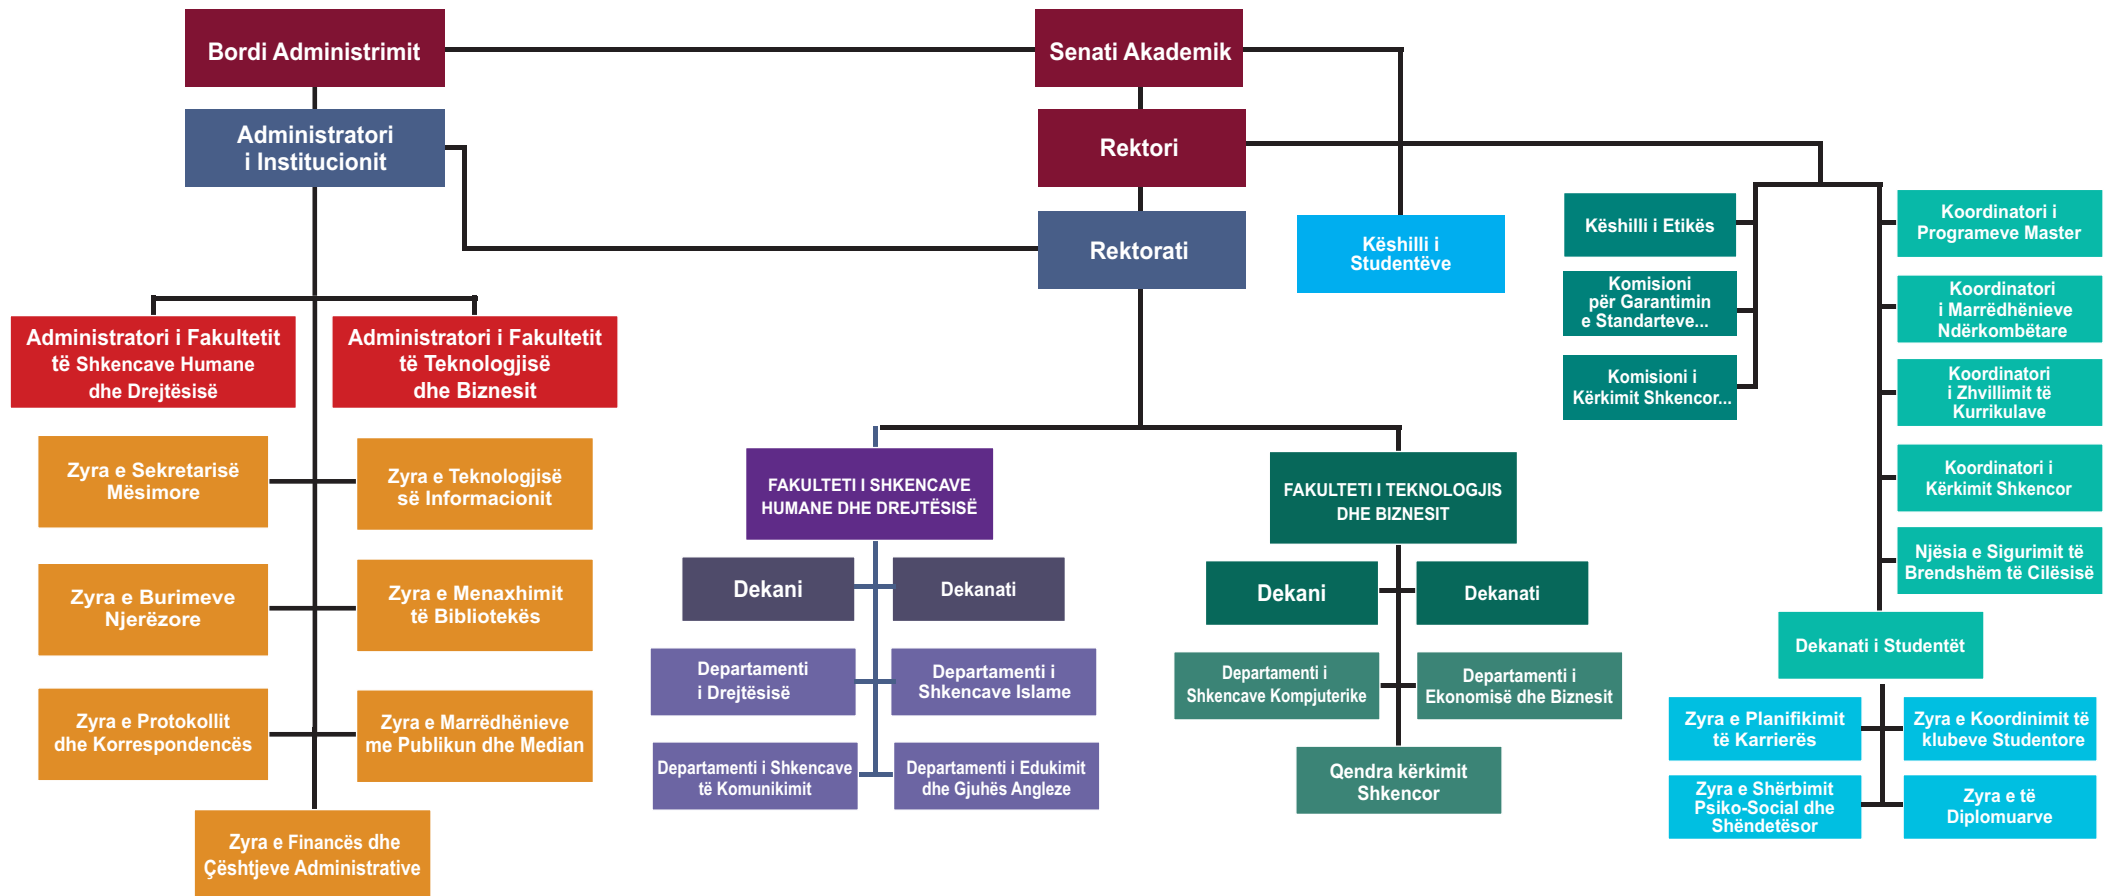 Bordi Administrimit
Senati Akademik
Administratori
i Institucionit
Rektori
Rektorati
Këshilli i
Studentëve
Këshilli i Etikës
Komisioni
për Garantimin
e Standarteve...
Komisioni i
Kërkimit Shkencor...
Koordinatori i
Programeve Master
Koordinatori
i Marrëdhënieve
Ndërkombëtare
Koordinatori
i Zhvillimit të
Kurrikulave
Koordinatori i
Kërkimit Shkencor
Njësia e Sigurimit të
Brendshëm të Cilësisë
Dekanati i Studentët
Zyra e Planifikimit
të Karrierës
Zyra e Koordinimit të
klubeve Studentore
Zyra e Shërbimit
Psiko-Social dhe
Shëndetësor
Zyra e të
Diplomuarve
Administratori i Fakultetit
të Shkencave Humane
dhe Drejtësisë
Administratori i Fakultetit
të Teknologjisë
dhe Biznesit
Zyra e Sekretarisë
Mësimore
Zyra e Teknologjisë
së Informacionit
Zyra e Burimeve
Njerëzore
Zyra e Menaxhimit
të Bibliotekës
Zyra e Protokollit
dhe Korrespondencës
Zyra e Marrëdhënieve
me Publikun dhe Median
Zyra e Financës dhe
Çështjeve Administrative
FAKULTETI I SHKENCAVE
HUMANE DHE DREJTËSISË
Dekani
Dekanati
Departamenti
i Drejtësisë
Departamenti i
Shkencave Islame
Departamenti i Shkencave
të Komunikimit
Departamenti i Edukimit
dhe Gjuhës Angleze
FAKULTETI I TEKNOLOGJIS
DHE BIZNESIT
Dekani
Dekanati
Departamenti i
Shkencave Kompjuterike
Departamenti i
Ekonomisë dhe Biznesit
Qendra kërkimit
Shkencor